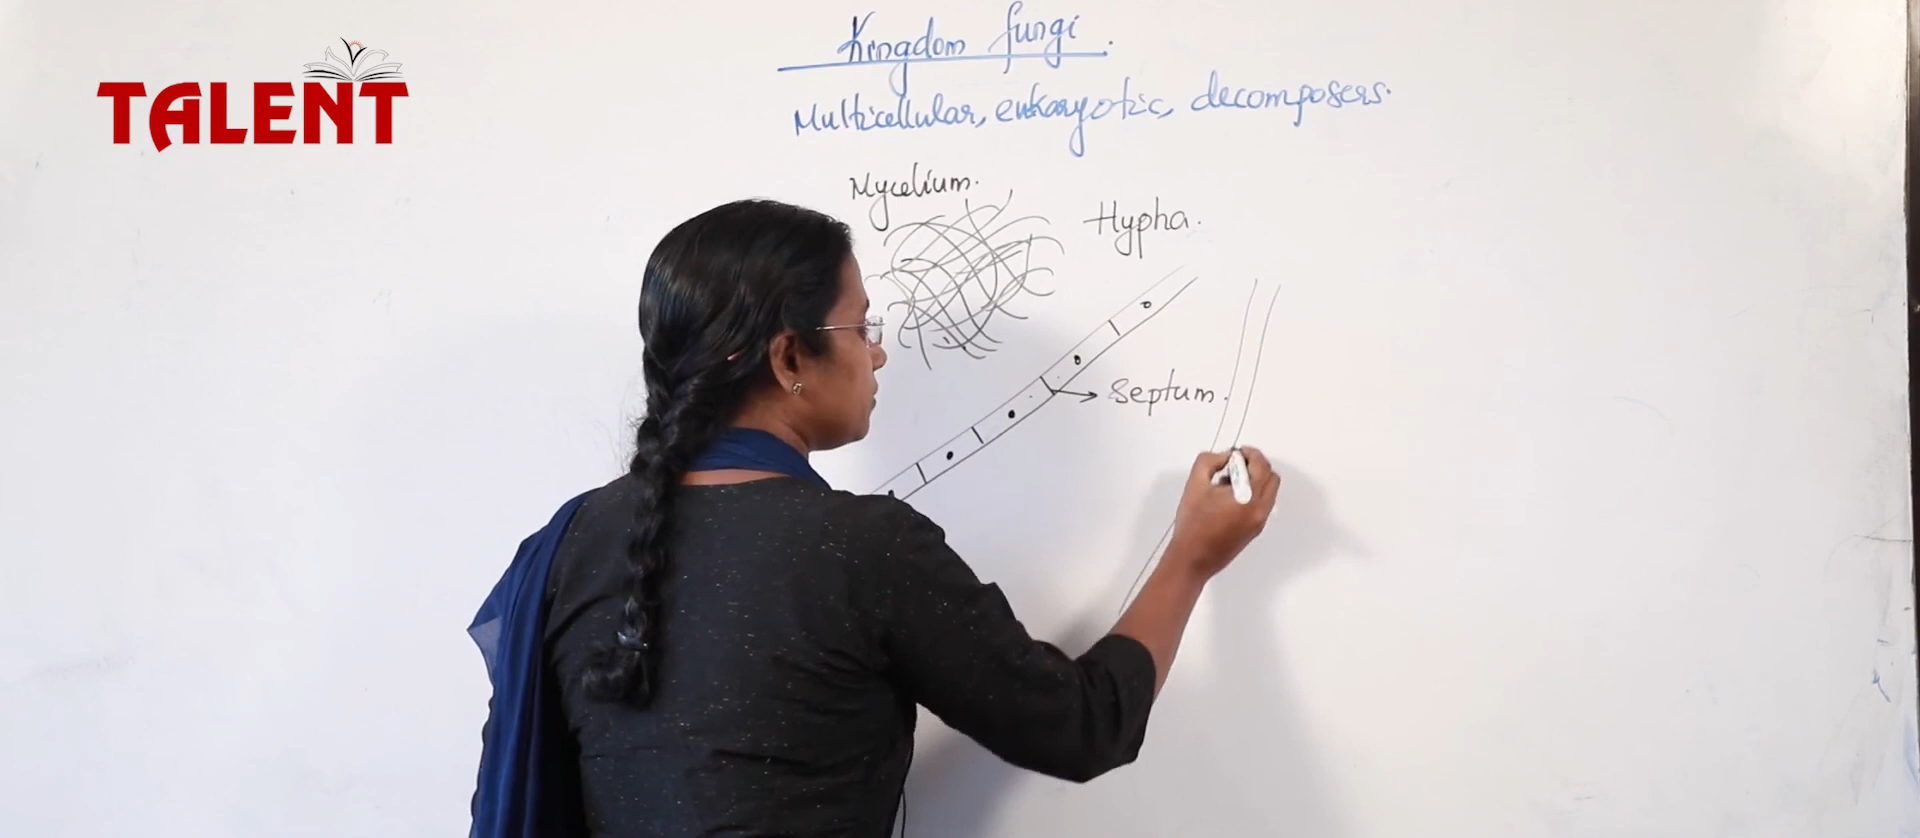 TALENT
Kingdom fungi.
Multicellular, eukaryotic, decomposers.
Mycelium.
Hypha.
Septum.